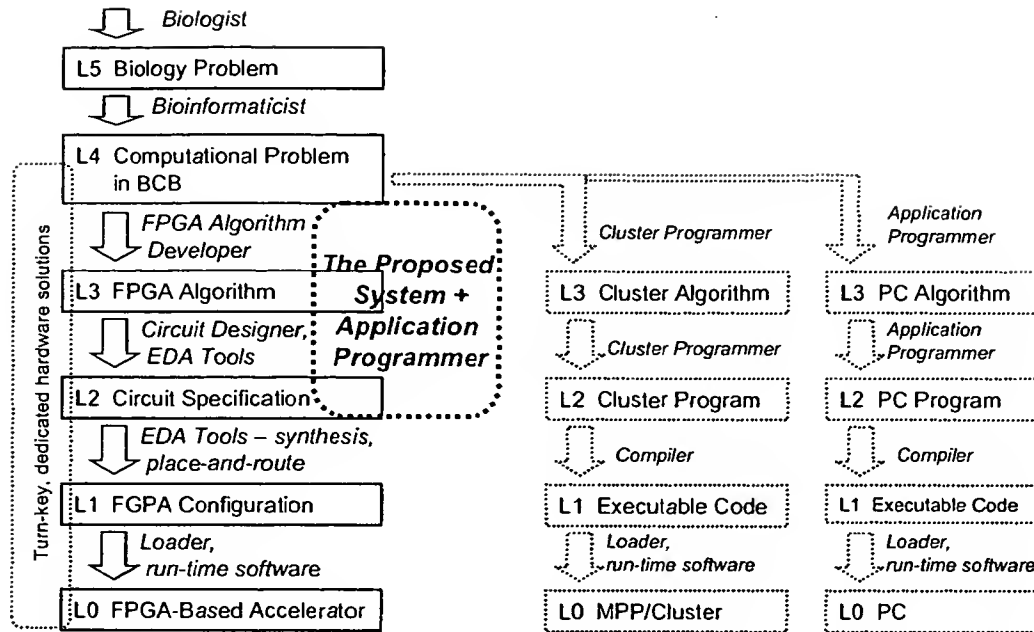 Biologist
L5 Biology Problem
Bioinformaticist
L4 Computational Problem
in BCB
FPGA Algorithm
Developer
L3 FPGA Algorithm
Circuit Designer,
EDA Tools
L2 Circuit Specification
EDA Tools – synthesis,
place-and-route
L1 FGPA Configuration
Loader,
run-time software
L0 FPGA-Based Accelerator
Turn-key, dedicated hardware solutions
The Proposed
System +
Application
Programmer
Cluster Programmer
L3 Cluster Algorithm
Cluster Programmer
L2 Cluster Program
Compiler
L1 Executable Code
Loader,
run-time software
L0 MPP/Cluster
Application
Programmer
L3 PC Algorithm
Application
Programmer
L2 PC Program
Compiler
L1 Executable Code
Loader,
run-time software
L0 PC